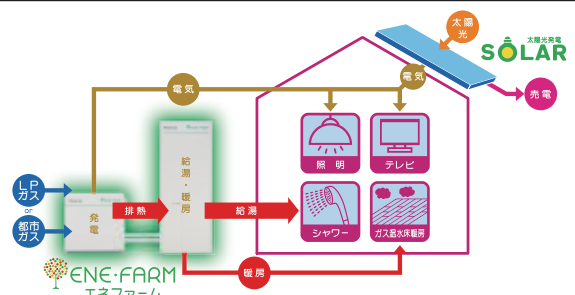 太陽
光
太陽光発電
SOLAR
電気
電気
売電
照 明
テレビ
給湯・暖房
LP
ガス
or
都市
ガス
発電
排熱
給湯
シャワー
ガス温水床暖房
暖房
ENE・FARM
エネファーム